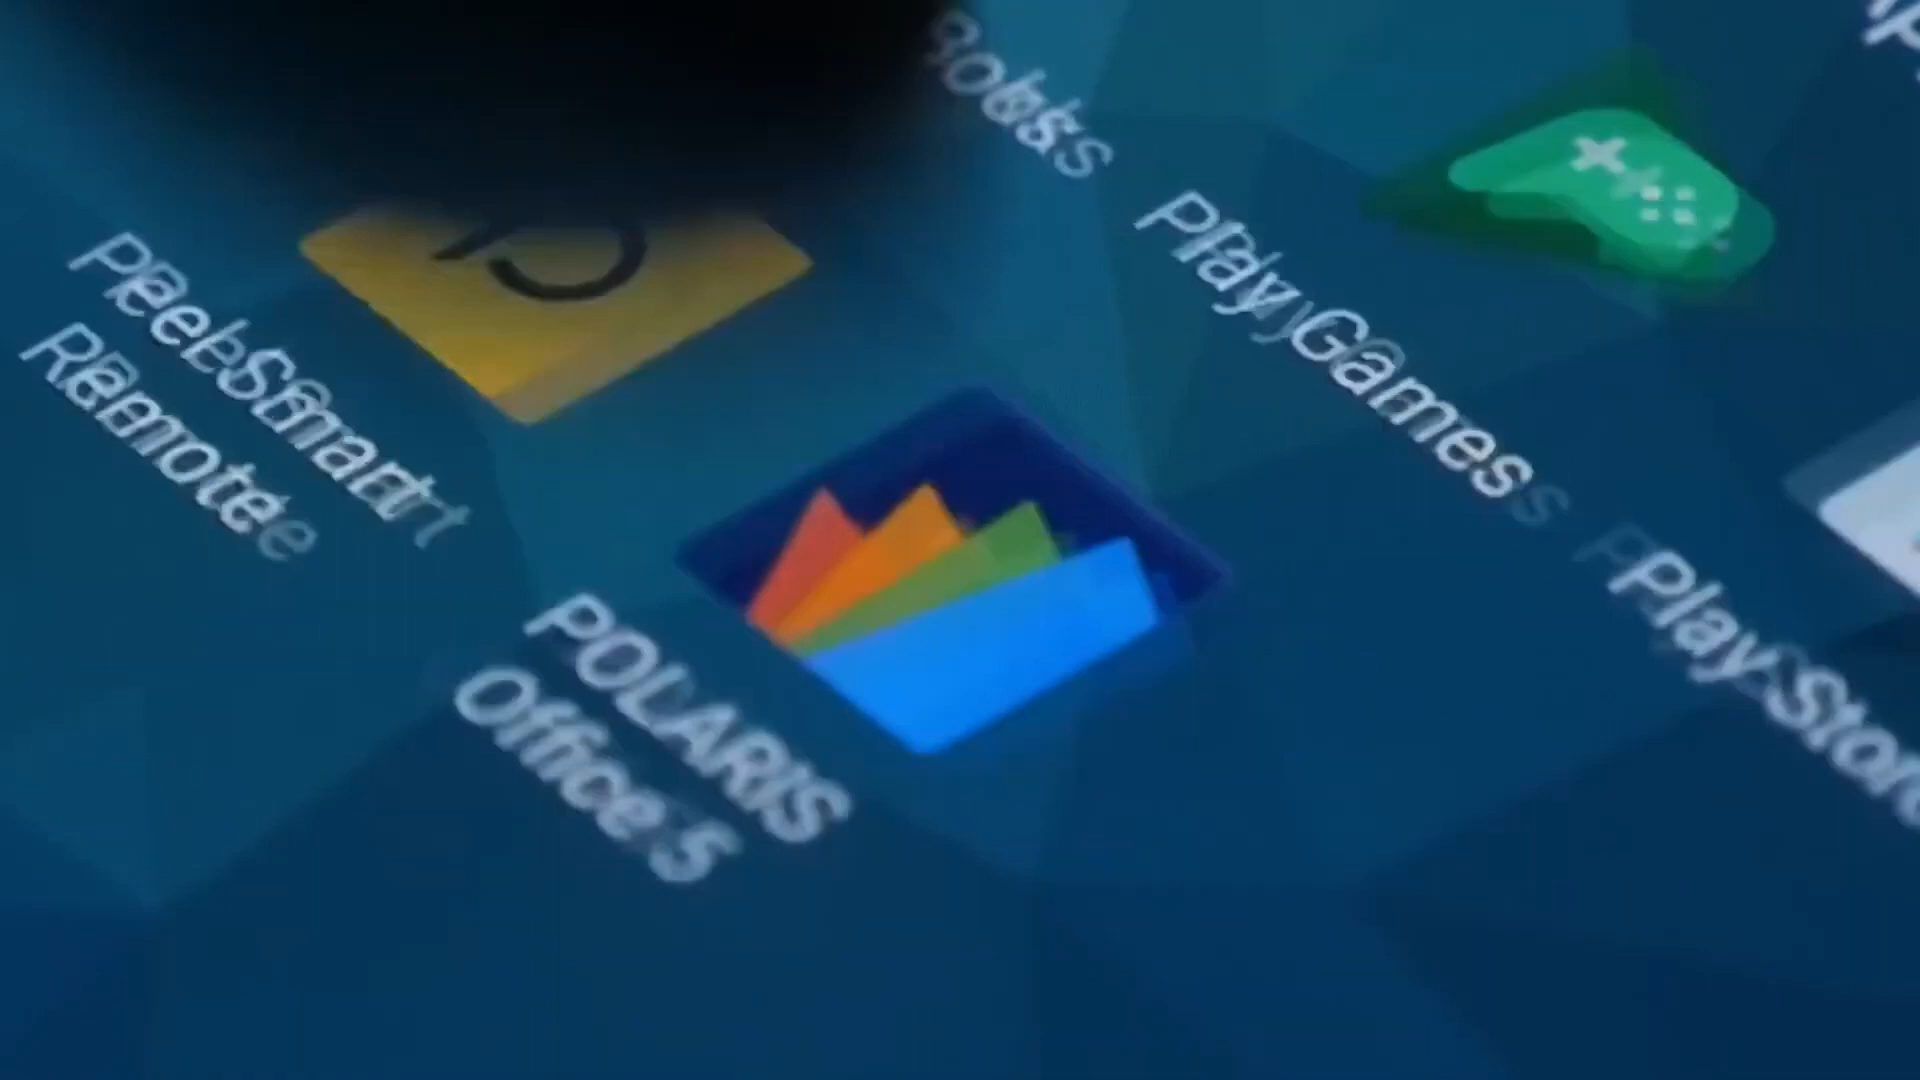 Peel Smart
Remote
POLARIS
Office 5
Play Games
Play Store